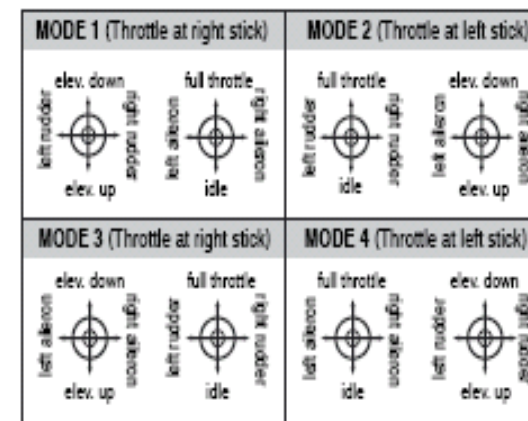 MODE 1 (Throttle at right stick)
elev. down
left rudder
right rudder
elev. up
full throttle
left aileron
right aileron
idle
MODE 2 (Throttle at left stick)
full throttle
left rudder
right rudder
idle
elev. down
left aileron
right aileron
elev. up
MODE 3 (Throttle at right stick)
elev. down
left aileron
right aileron
elev. up
full throttle
left rudder
right rudder
idle
MODE 4 (Throttle at left stick)
full throttle
left aileron
right aileron
idle
elev. down
left rudder
right rudder
elev. up